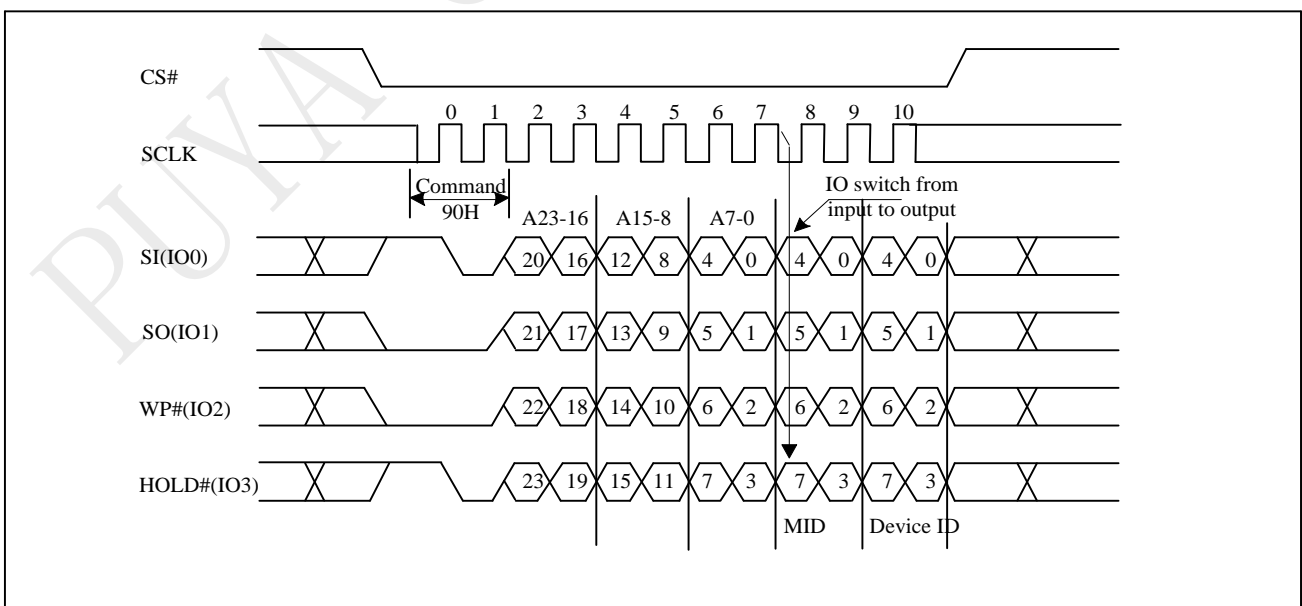 PUYA
CS#
0 1 2 3 4 5 6 7 8 9 10
SCLK
Command
90H
IO switch from
input to output
A23-16 A15-8 A7-0
SI(IO0) 20 16 12 8 4 0 4 0 4 0
SO(IO1) 21 17 13 9 5 1 5 1 5 1
WP#(IO2) 22 18 14 10 6 2 6 2 6 2
HOLD#(IO3) 23 19 15 11 7 3 7 3 7 3
MID Device ID